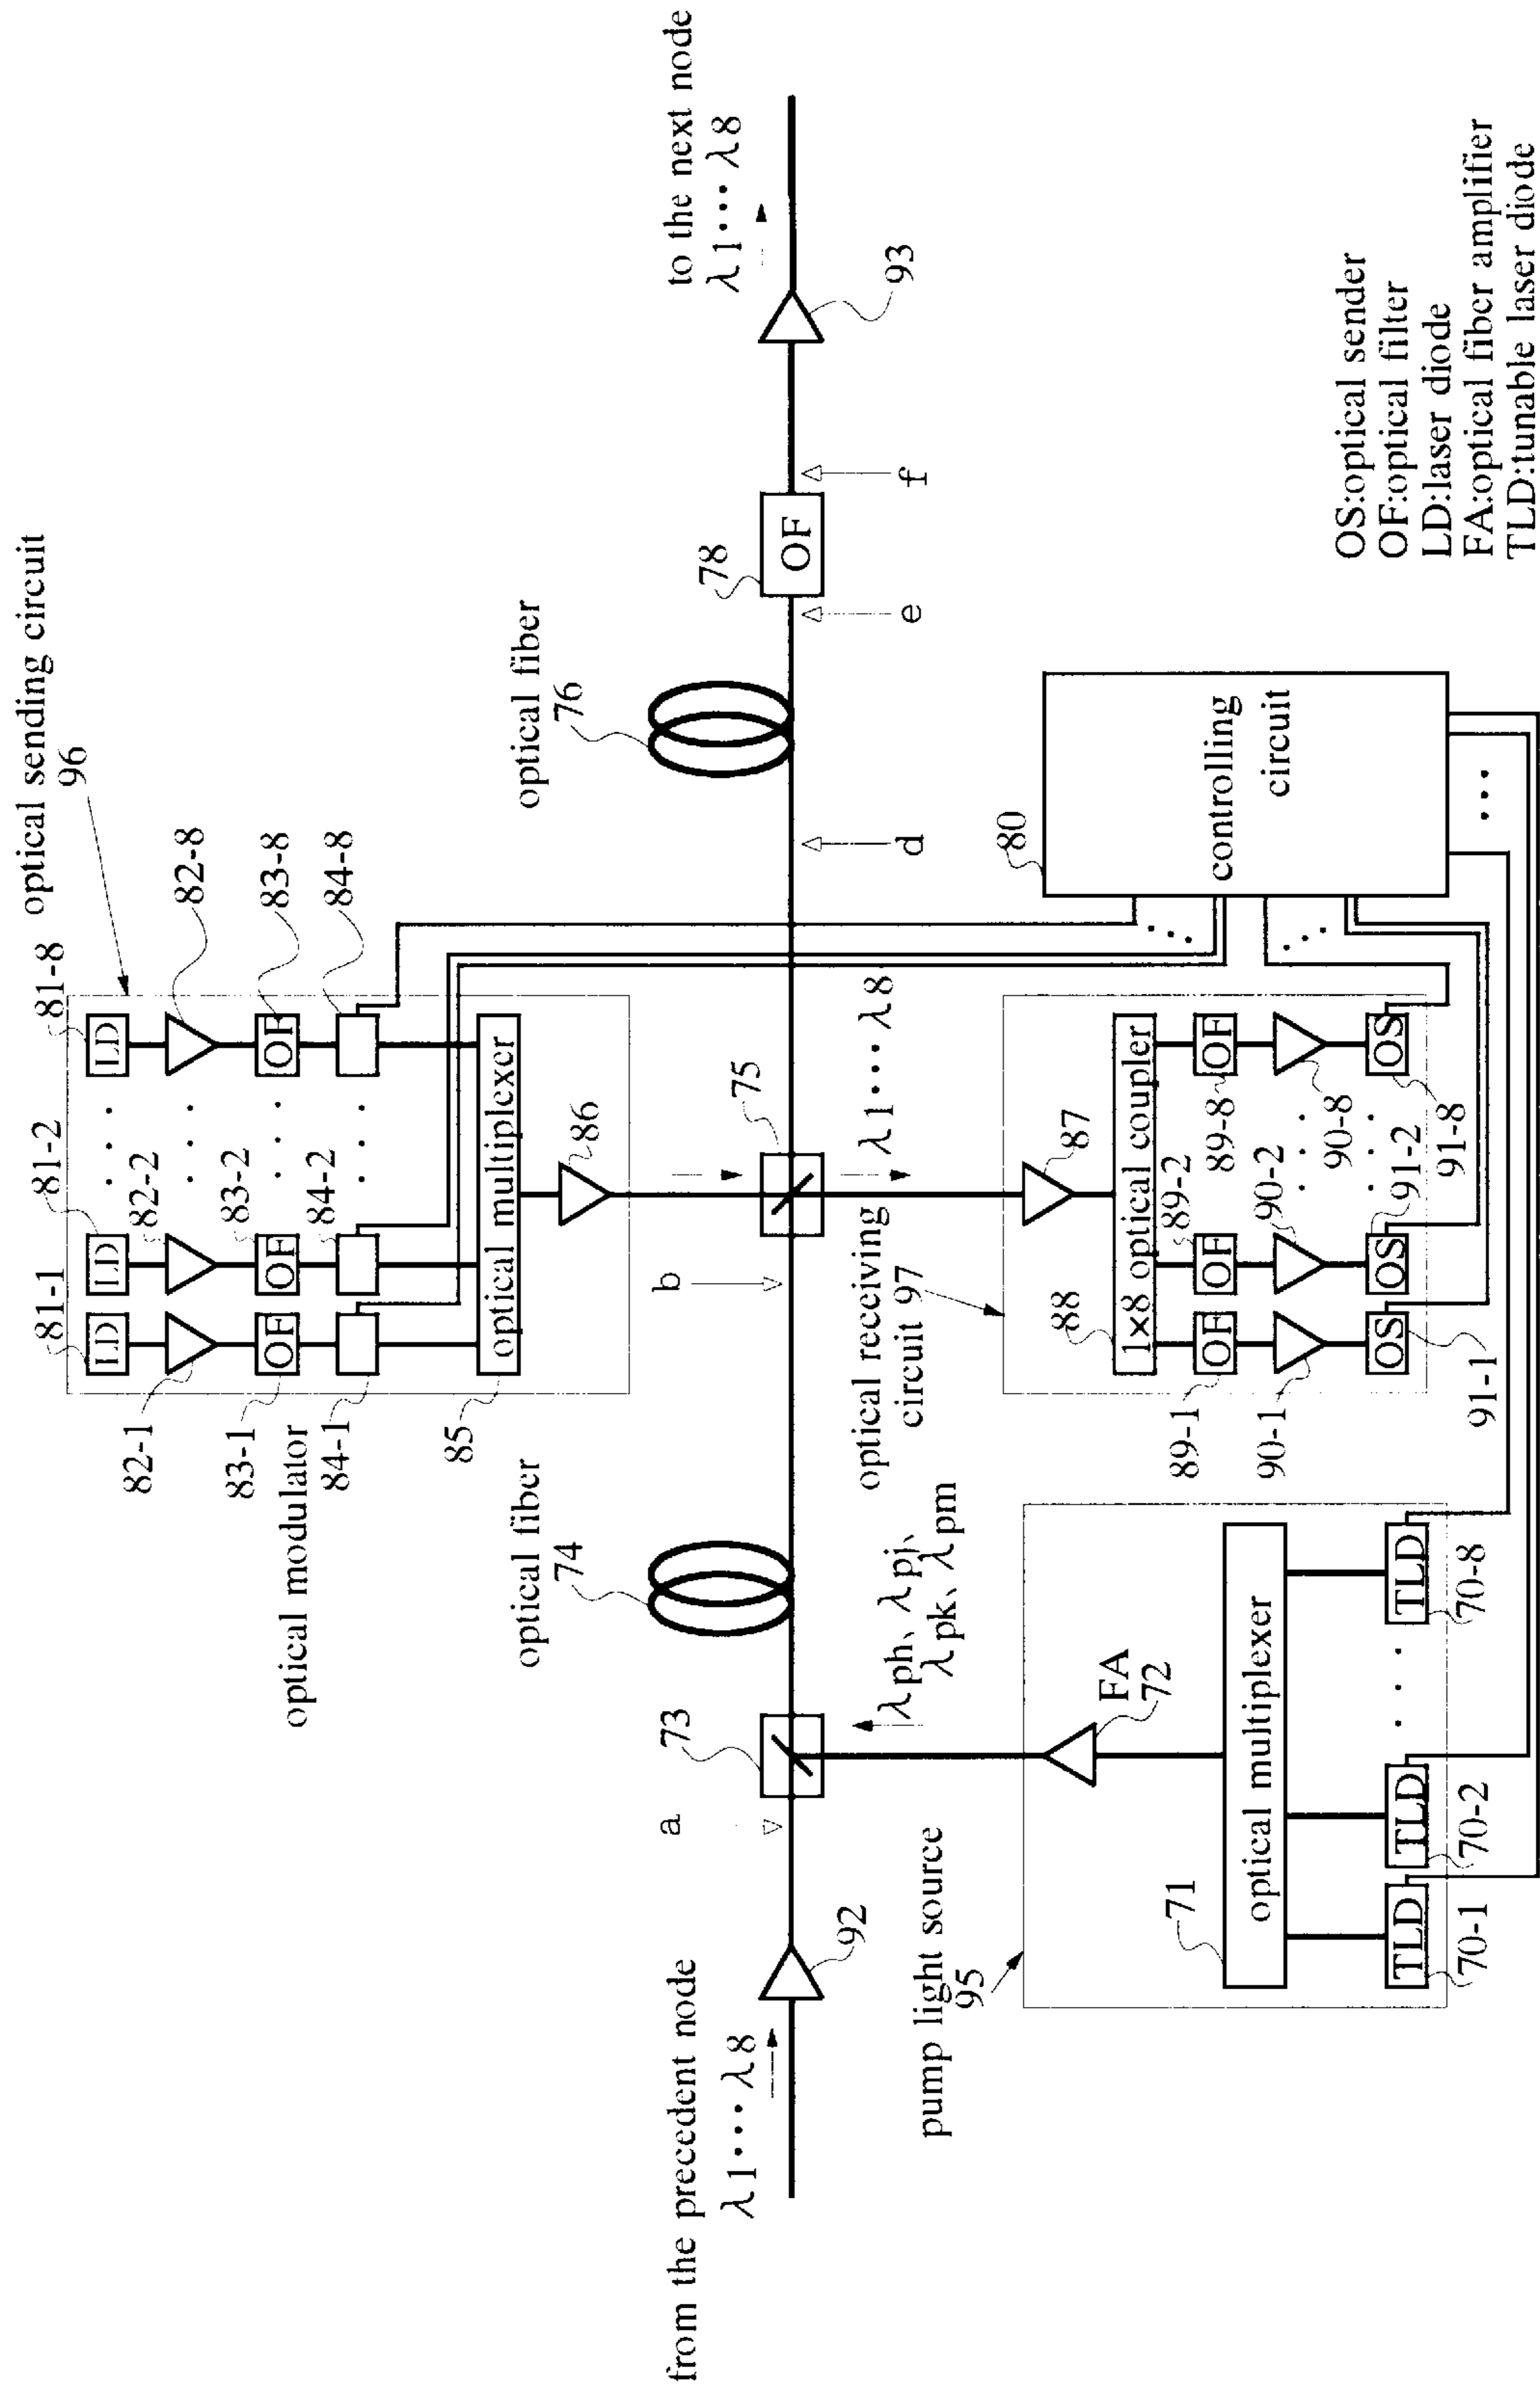 optical sending circuit
96
81-1
81-2
81-8
LD
LD
LD
82-1
82-2
82-8
OF
OF
OF
83-1
83-2
83-8
optical modulator
84-1
84-2
84-8
85
optical multiplexer
86
from the precedent node
λ1···λ8
92
a
73
optical fiber
74
b
75
d
optical fiber
76
e
78
OF
f
93
to the next node
λ1···λ8
λph、λpj、
λpk、λpm
λ1···λ8
pump light source
95
FA
72
71
optical multiplexer
TLD
TLD
TLD
70-1
70-2
70-8
optical receiving
circuit 97
87
88
1×8 optical coupler
89-1
89-2
89-8
OF
OF
OF
90-1
90-2
90-8
OS
OS
OS
91-1
91-2
91-8
80
controlling
circuit
OS:optical sender
OF:optical filter
LD:laser diode
FA:optical fiber amplifier
TLD:tunable laser diode